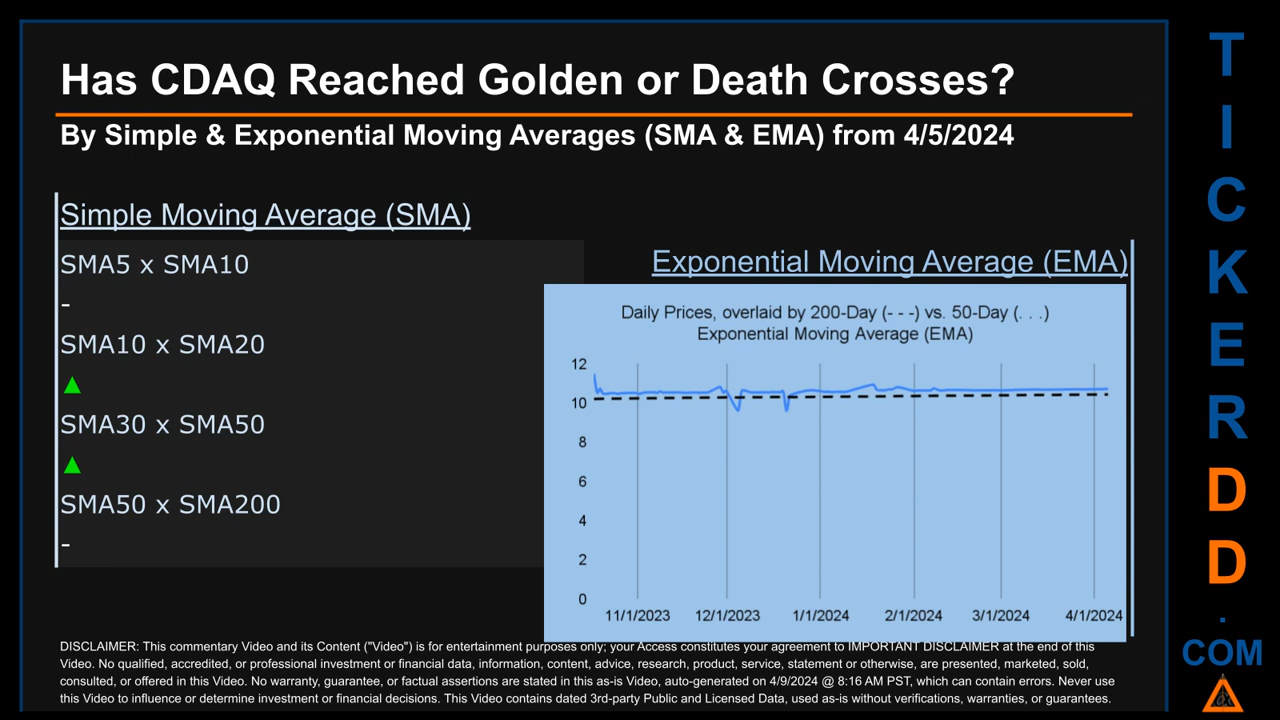 Has CDAQ Reached Golden or Death Crosses?
By Simple & Exponential Moving Averages (SMA & EMA) from 4/5/2024
Simple Moving Average (SMA)
SMA5 x SMA10
-
SMA10 x SMA20
▲
SMA30 x SMA50
▲
SMA50 x SMA200
-
Exponential Moving Average (EMA)
Daily Prices, overlaid by 200-Day (- - -) vs. 50-Day (. . .)
Exponential Moving Average (EMA)
12
10
8
6
4
2
0
11/1/2023 12/1/2023 1/1/2024 2/1/2024 3/1/2024 4/1/2024
DISCLAIMER: This commentary Video and its Content ("Video") is for entertainment purposes only; your Access constitutes your agreement to IMPORTANT DISCLAIMER at the end of this
Video. No qualified, accredited, or professional investment or financial data, information, content, advice, research, product, service, statement or otherwise, are presented, marketed, sold,
consulted, or offered in this Video. No warranty, guarantee, or factual assertions are stated in this as-is Video, auto-generated on 4/9/2024 @ 8:16 AM PST, which can contain errors. Never use
this Video to influence or determine investment or financial decisions. This Video contains dated 3rd-party Public and Licensed Data, used as-is without verifications, warranties, or guarantees.
T
I
C
K
E
R
D
D
.
COM